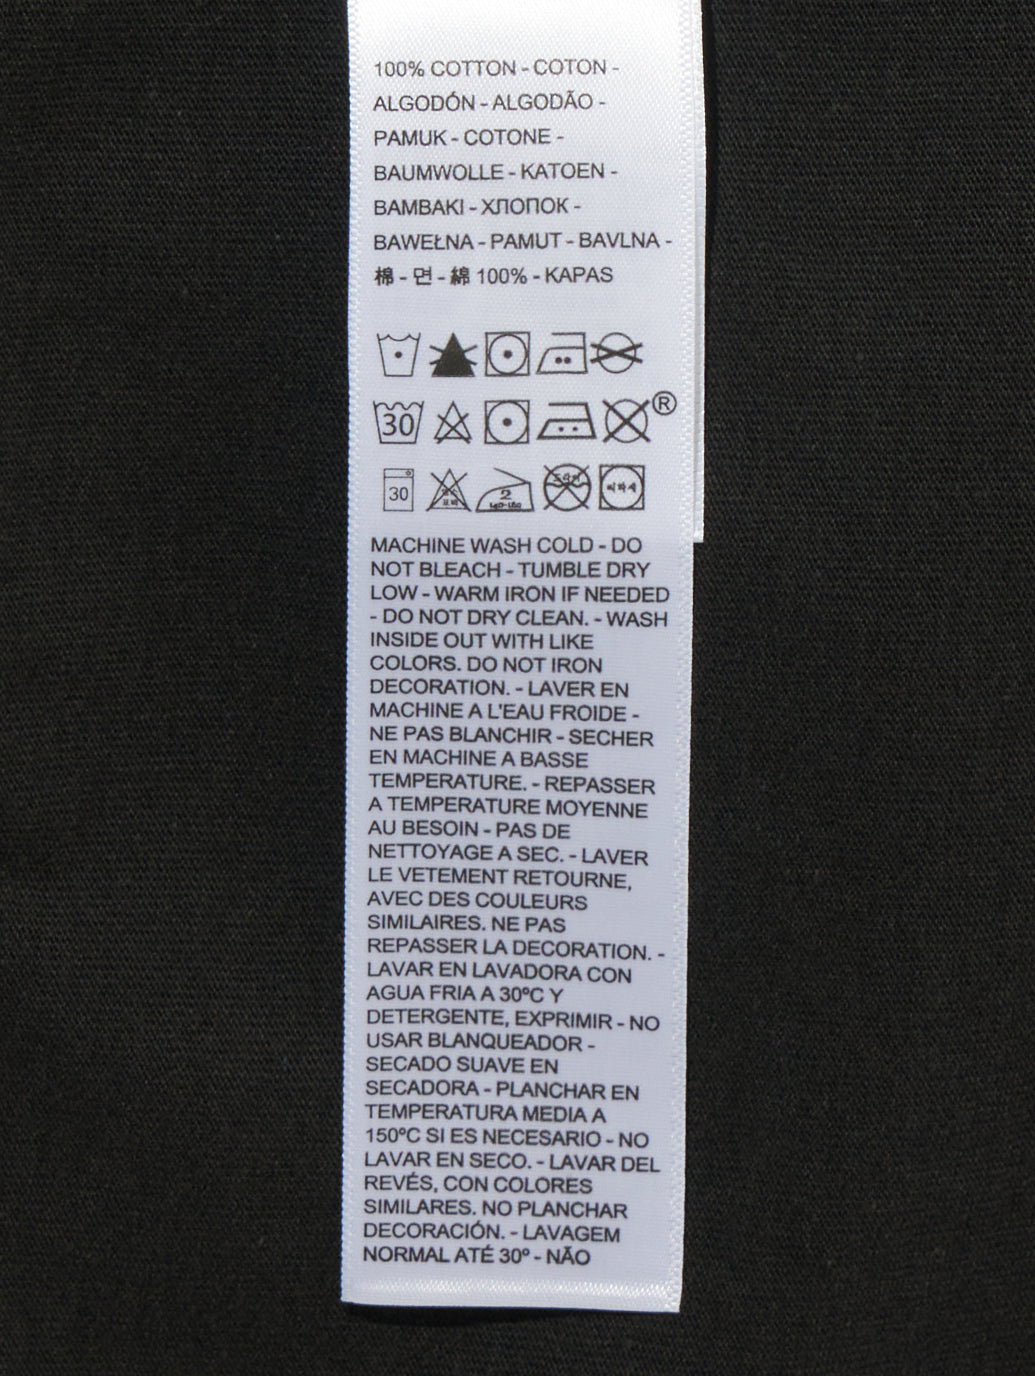 100% COTTON - COTON -
ALGODÓN - ALGODÃO -
PAMUK - COTONE -
BAUMWOLLE - KATOEN -
BAMBAKI - ХЛОПОК -
BAWEŁNA - PAMUT - BAVLNA -
棉 - 면 - 綿 100% - KAPAS
30 ®
30 2
MACHINE WASH COLD - DO
NOT BLEACH - TUMBLE DRY
LOW - WARM IRON IF NEEDED
- DO NOT DRY CLEAN. - WASH
INSIDE OUT WITH LIKE
COLORS. DO NOT IRON
DECORATION. - LAVER EN
MACHINE A L'EAU FROIDE -
NE PAS BLANCHIR - SECHER
EN MACHINE A BASSE
TEMPERATURE. - REPASSER
A TEMPERATURE MOYENNE
AU BESOIN - PAS DE
NETTOYAGE A SEC. - LAVER
LE VETEMENT RETOURNE,
AVEC DES COULEURS
SIMILAIRES. NE PAS
REPASSER LA DECORATION. -
LAVAR EN LAVADORA CON
AGUA FRIA A 30ºC Y
DETERGENTE, EXPRIMIR - NO
USAR BLANQUEADOR -
SECADO SUAVE EN
SECADORA - PLANCHAR EN
TEMPERATURA MEDIA A
150ºC SI ES NECESARIO - NO
LAVAR EN SECO. - LAVAR DEL
REVÉS, CON COLORES
SIMILARES. NO PLANCHAR
DECORACIÓN. - LAVAGEM
NORMAL ATÉ 30º - NÃO